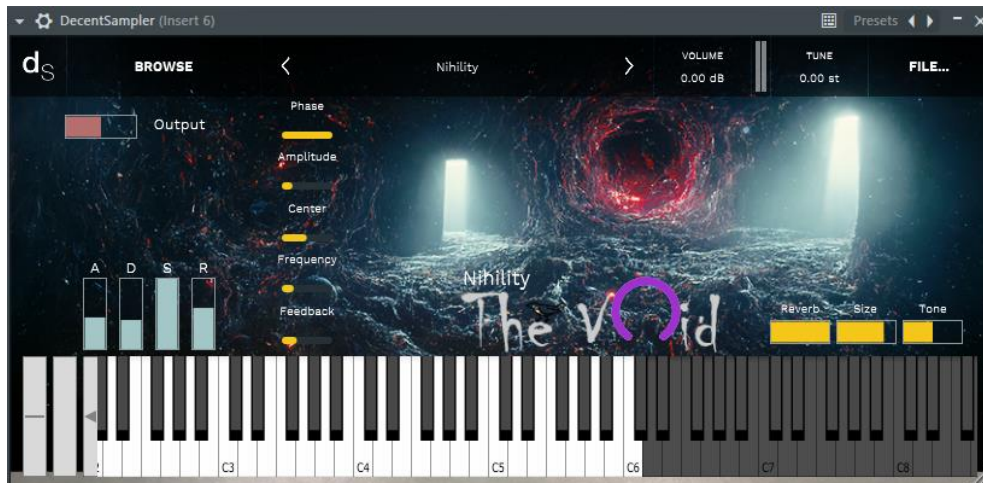 DecentSampler (Insert 6)
Presets
ds
BROWSE
Nihility
VOLUME
0.00 dB
TUNE
0.00 st
FILE...
Output
Phase
Amplitude
Center
Frequency
Feedback
A D S R
Nihility
The Void
Reverb Size Tone
2 C3 C4 C5 C6 C7 C8